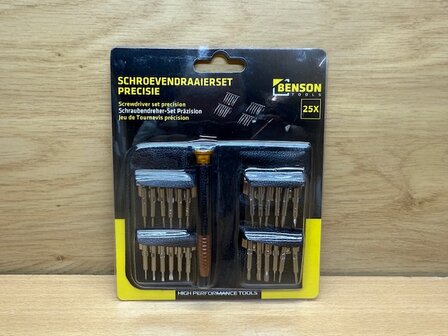 SCHROEVENDRAAIERSET
PRECISIE
Screwdriver set precision
Schraubendreher-Set Präzision
Jeu de Tournevis précision
BENSON
TOOLS
25X
HIGH PERFORMANCE TOOLS